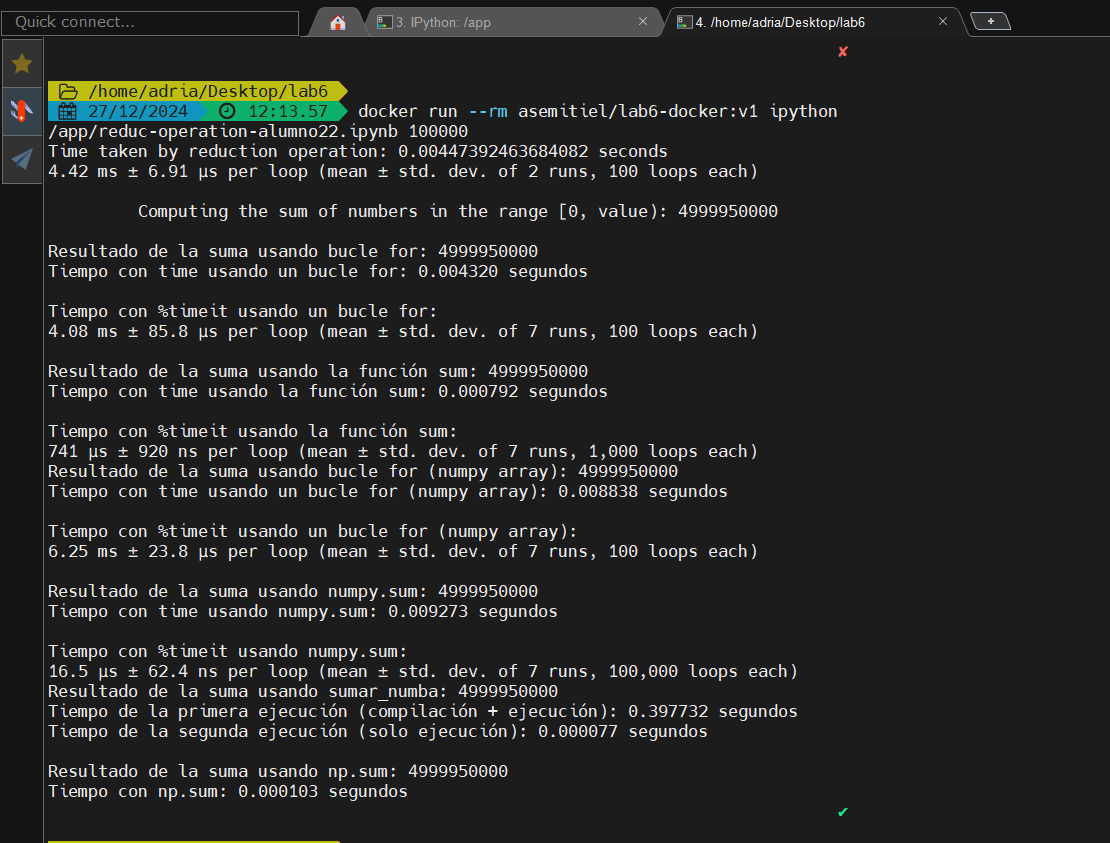 Quick connect...
3. IPython: /app
4. /home/adria/Desktop/lab6
/home/adria/Desktop/lab6
27/12/2024 12:13.57 docker run --rm asemitiel/lab6-docker:v1 ipython
/app/reduc-operation-alumno22.ipynb 100000
Time taken by reduction operation: 0.00447392463684082 seconds
4.42 ms ± 6.91 µs per loop (mean ± std. dev. of 2 runs, 100 loops each)
Computing the sum of numbers in the range [0, value): 4999950000
Resultado de la suma usando bucle for: 4999950000
Tiempo con time usando un bucle for: 0.004320 segundos
Tiempo con %timeit usando un bucle for:
4.08 ms ± 85.8 µs per loop (mean ± std. dev. of 7 runs, 100 loops each)
Resultado de la suma usando la función sum: 4999950000
Tiempo con time usando la función sum: 0.000792 segundos
Tiempo con %timeit usando la función sum:
741 µs ± 920 ns per loop (mean ± std. dev. of 7 runs, 1,000 loops each)
Resultado de la suma usando bucle for (numpy array): 4999950000
Tiempo con time usando un bucle for (numpy array): 0.008838 segundos
Tiempo con %timeit usando un bucle for (numpy array):
6.25 ms ± 23.8 µs per loop (mean ± std. dev. of 7 runs, 100 loops each)
Resultado de la suma usando numpy.sum: 4999950000
Tiempo con time usando numpy.sum: 0.009273 segundos
Tiempo con %timeit usando numpy.sum:
16.5 µs ± 62.4 ns per loop (mean ± std. dev. of 7 runs, 100,000 loops each)
Resultado de la suma usando sumar_numba: 4999950000
Tiempo de la primera ejecución (compilación + ejecución): 0.397732 segundos
Tiempo de la segunda ejecución (solo ejecución): 0.000077 segundos
Resultado de la suma usando np.sum: 4999950000
Tiempo con np.sum: 0.000103 segundos